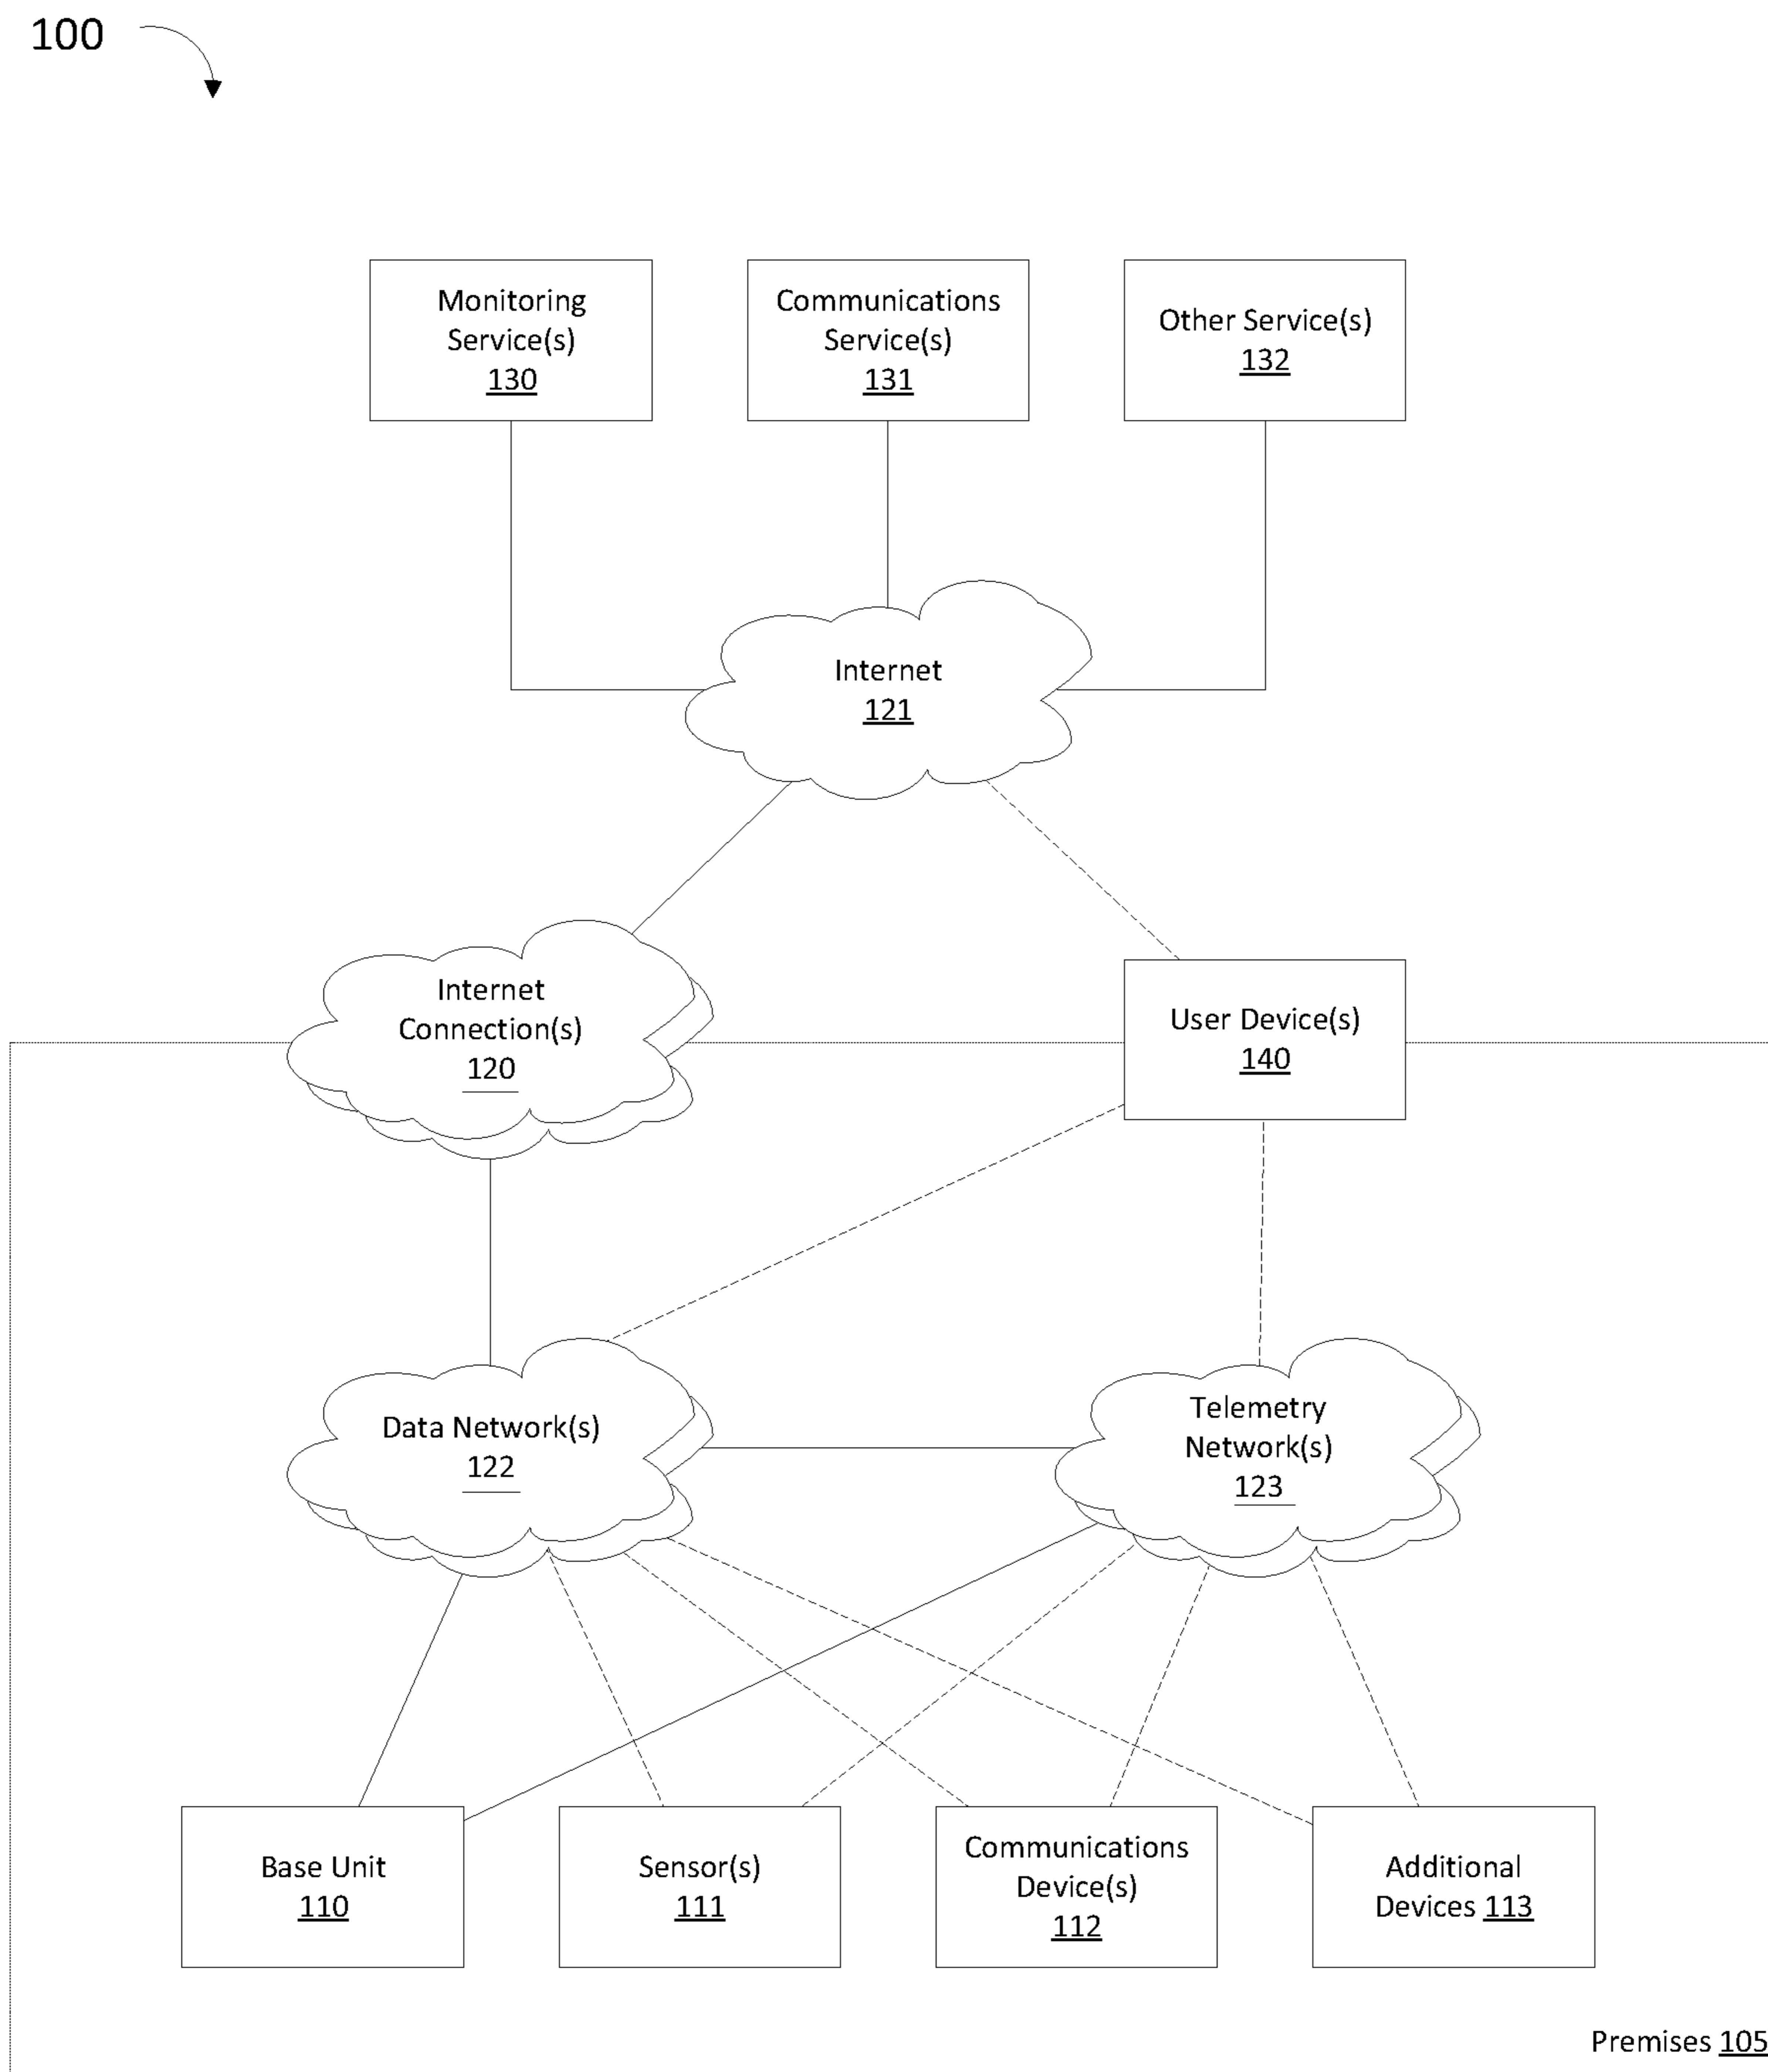 100
Monitoring
Service(s)
130
Communications
Service(s)
131
Other Service(s)
132
Internet
121
Internet
Connection(s)
120
User Device(s)
140
Data Network(s)
122
Telemetry
Network(s)
123
Base Unit
110
Sensor(s)
111
Communications
Device(s)
112
Additional
Devices 113
Premises 105